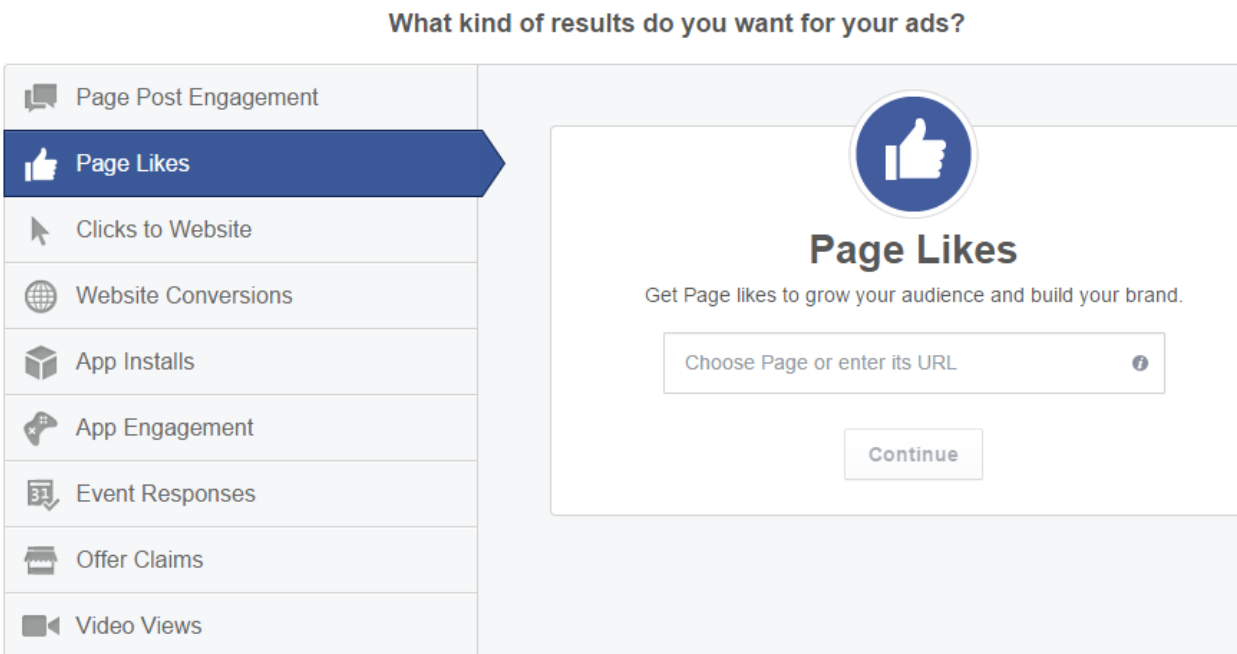 What kind of results do you want for your ads?
Page Post Engagement
Page Likes
Clicks to Website
Website Conversions
App Installs
App Engagement
31
Event Responses
Offer Claims
Video Views
Page Likes
Get Page likes to grow your audience and build your brand.
Choose Page or enter its URL
Continue